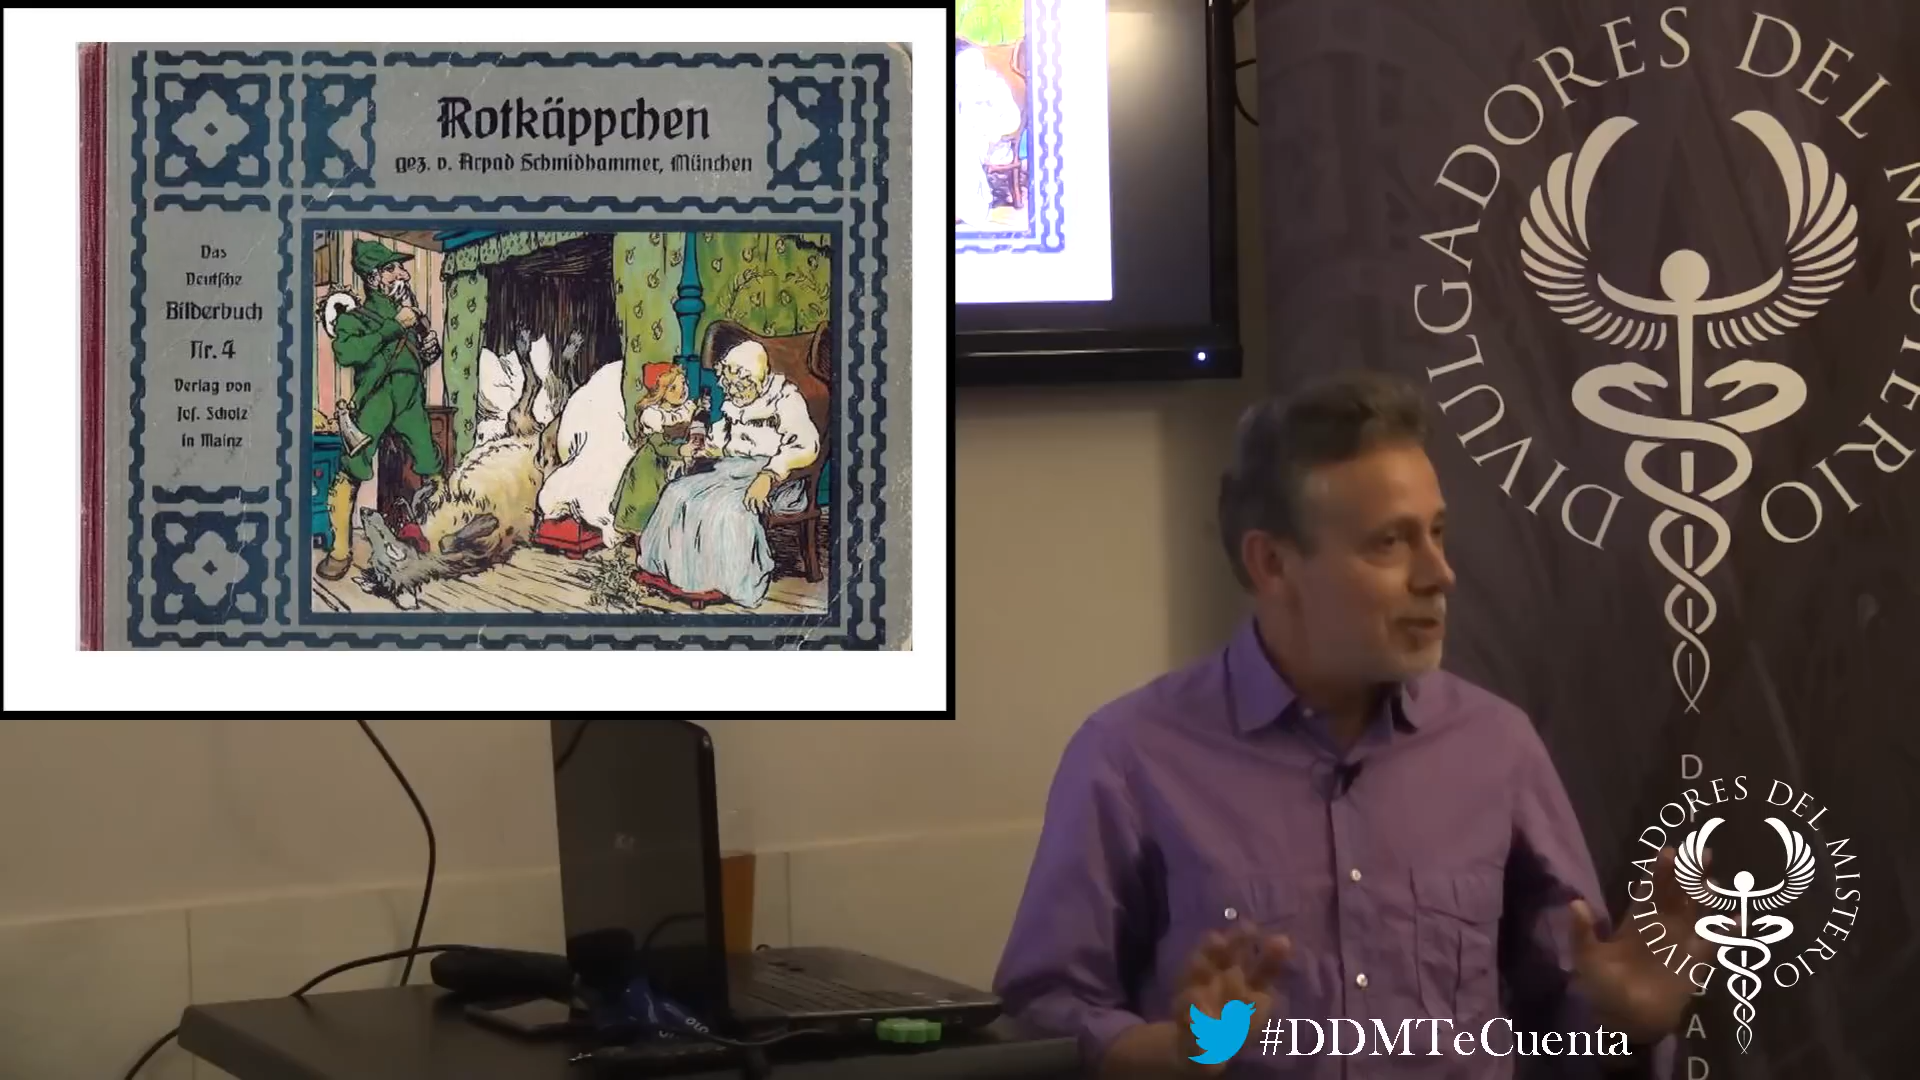 Rotkäppchen
gez. v. Arpad Schmidhammer, München
Das
Deutsche
Bilderbuch
Nr. 4
Verlag von
Jos. Scholz
in Mainz
DIVULGADORES DEL MISTERIO
DIVULGADORES DEL MISTERIO
#DDMTeCuenta